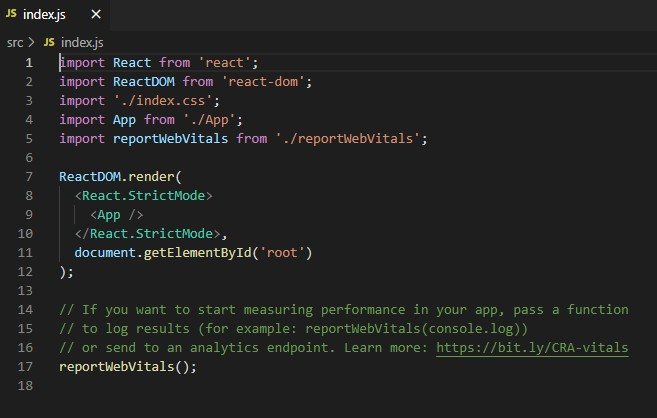 JS index.js ×
src > JS index.js
1 import React from 'react';
2 import ReactDOM from 'react-dom';
3 import './index.css';
4 import App from './App';
5 import reportWebVitals from './reportWebVitals';
6
7 ReactDOM.render(
8   <React.StrictMode>
9     <App />
10   </React.StrictMode>,
11   document.getElementById('root')
12 );
13
14 // If you want to start measuring performance in your app, pass a function
15 // to log results (for example: reportWebVitals(console.log))
16 // or send to an analytics endpoint. Learn more: https://bit.ly/CRA-vitals
17 reportWebVitals();
18